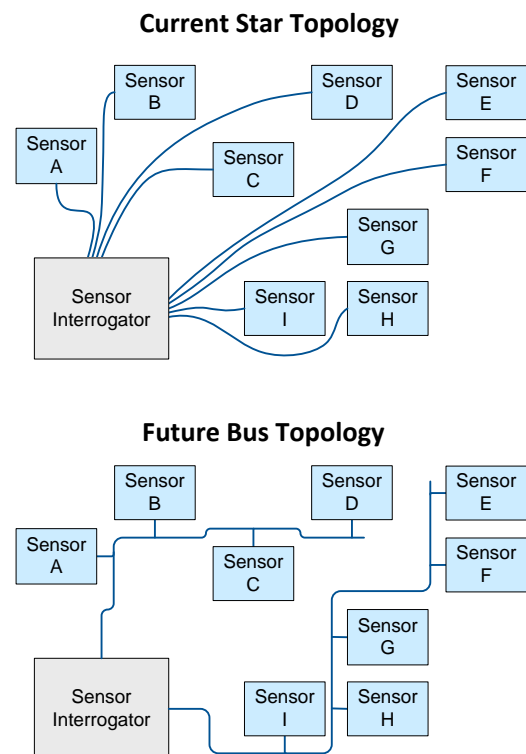 Current Star Topology
Sensor
B
Sensor
D
Sensor
E
Sensor
A
Sensor
C
Sensor
F
Sensor
G
Sensor
Interrogator
Sensor
I
Sensor
H
Future Bus Topology
Sensor
B
Sensor
D
Sensor
E
Sensor
A
Sensor
C
Sensor
F
Sensor
G
Sensor
Interrogator
Sensor
I
Sensor
H